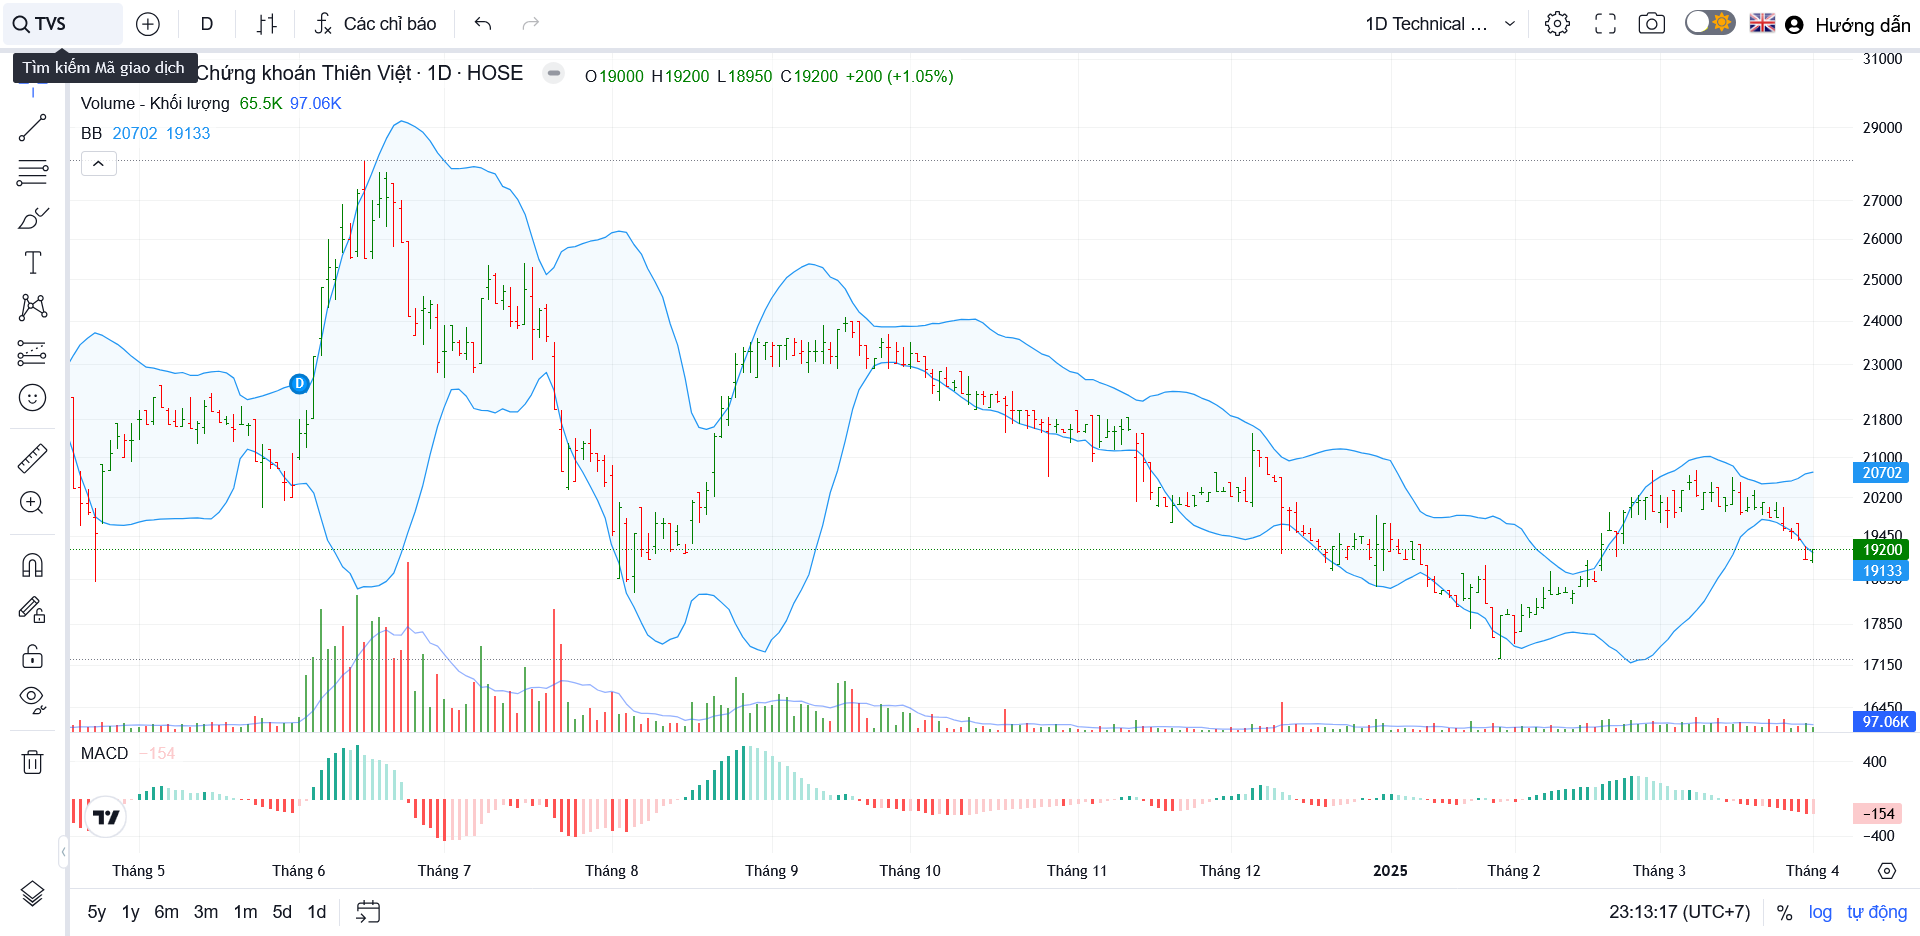 TVS D Các chỉ báo 1D Technical ... Hướng dẫn
Tìm kiếm Mã giao dịch
Chứng khoán Thiên Việt · 1D · HOSE O19000 H19200 L18950 C19200 +200 (+1.05%)
Volume - Khối lượng 65.5K 97.06K
BB 20702 19133
D
31000
29000
27000
26000
25000
24000
23000
21800
21000
20702
20200
19450
19200
19133
17850
17150
16450
97.06K
MACD −154
400
−154
−400
Tháng 5 Tháng 6 Tháng 7 Tháng 8 Tháng 9 Tháng 10 Tháng 11 Tháng 12 2025 Tháng 2 Tháng 3 Tháng 4
5y 1y 6m 3m 1m 5d 1d 23:13:17 (UTC+7) % log tự động